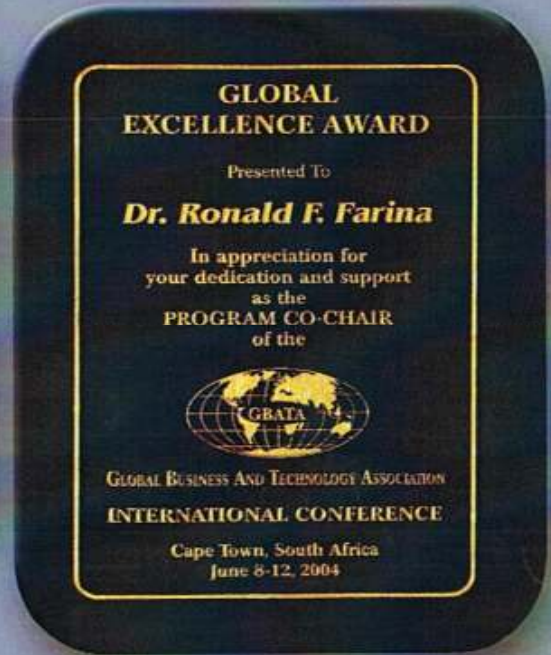 GLOBAL
EXCELLENCE AWARD
Presented To
Dr. Ronald F. Farina
In appreciation for
your dedication and support
as the
PROGRAM CO-CHAIR
of the
GBATA
GLOBAL BUSINESS AND TECHNOLOGY ASSOCIATION
INTERNATIONAL CONFERENCE
Cape Town, South Africa
June 8-12, 2004